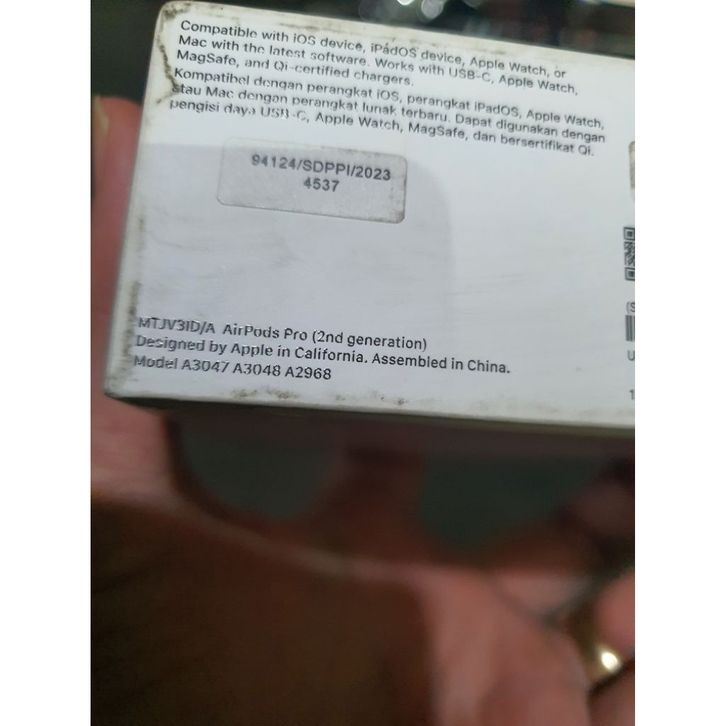 Compatible with iOS device, iPadOS device, Apple Watch, or
Mac with the latest software. Works with USB-C, Apple Watch,
MagSafe, and Qi-certified chargers.
Kompatibel dengan perangkat iOS, perangkat iPadOS, Apple Watch,
atau Mac dengan perangkat lunak terbaru. Dapat digunakan dengan
pengisi daya USB-C, Apple Watch, MagSafe, dan bersertifikat Qi.
94124/SDPPI/2023
4537
MTJV3ID/A AirPods Pro (2nd generation)
Designed by Apple in California. Assembled in China.
Model A3047 A3048 A2968
(S
U
1